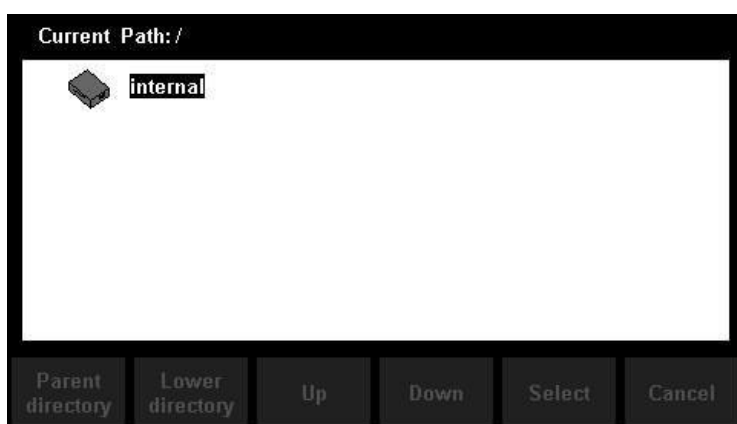 Current Path: /
internal
Parent directory
Lower directory
Up
Down
Select
Cancel